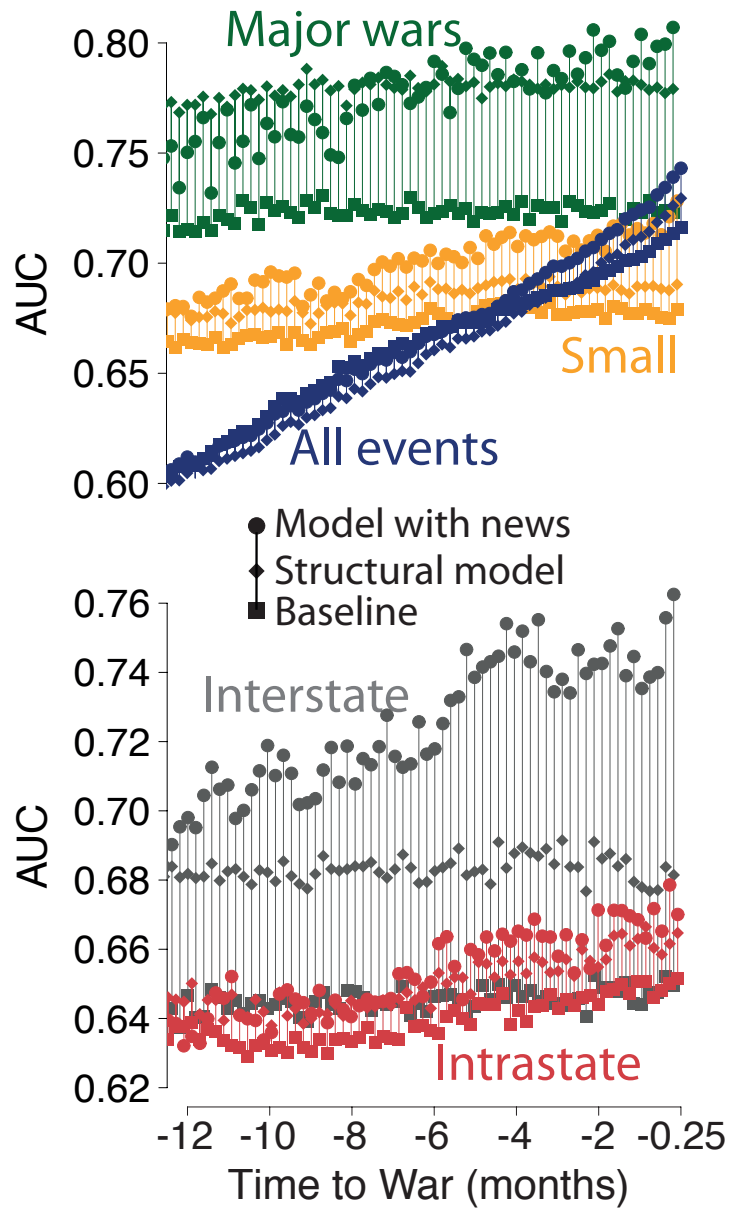 Major wars
0.80
0.75
0.70
0.65
0.60
AUC
Small
All events
Model with news
Structural model
Baseline
0.76
0.74
0.72
0.70
0.68
0.66
0.64
0.62
AUC
Interstate
Intrastate
-12 -10 -8 -6 -4 -2 -0.25
Time to War (months)